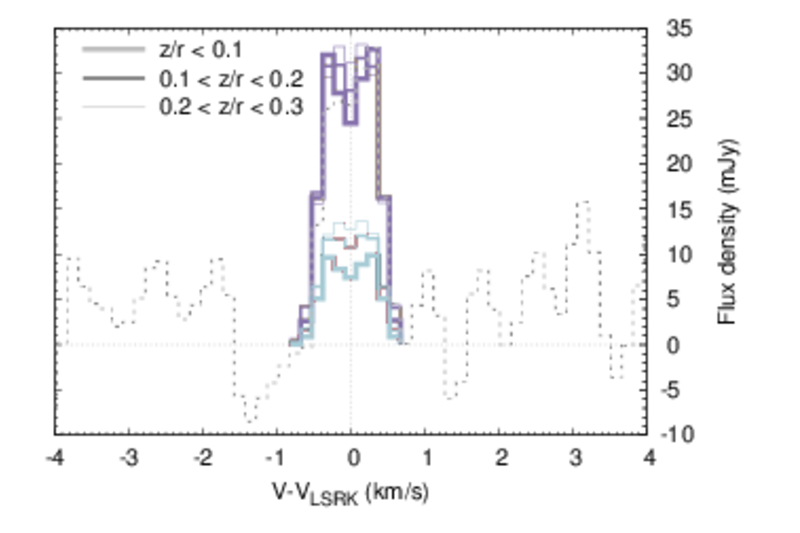 z/r < 0.1
0.1 < z/r < 0.2
0.2 < z/r < 0.3
35
30
25
20
15
10
5
0
-5
-10
Flux density (mJy)
-4 -3 -2 -1 0 1 2 3 4
V-VLSRK (km/s)